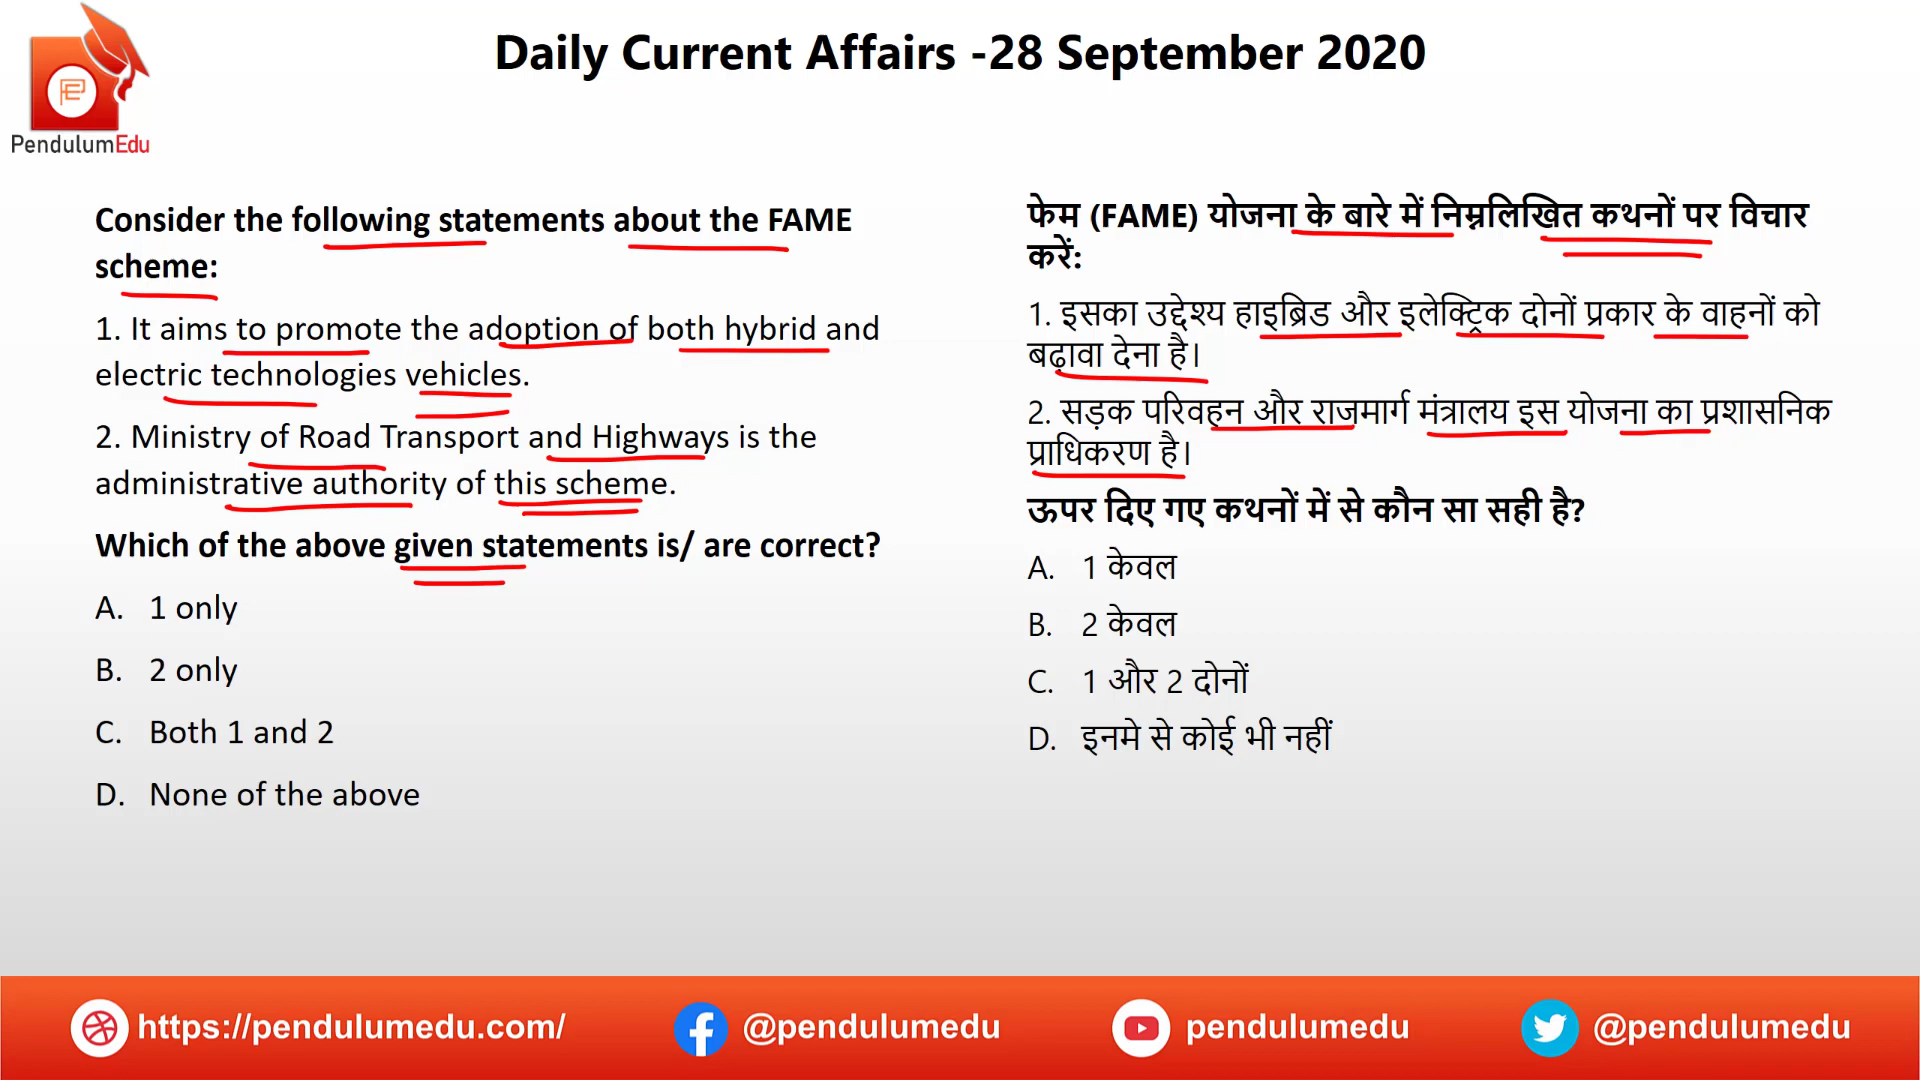 Daily Current Affairs -28 September 2020
PE
PendulumEdu
Consider the following statements about the FAME
scheme:
1. It aims to promote the adoption of both hybrid and
electric technologies vehicles.
2. Ministry of Road Transport and Highways is the
administrative authority of this scheme.
Which of the above given statements is/ are correct?
A. 1 only
B. 2 only
C. Both 1 and 2
D. None of the above
फेम (FAME) योजना के बारे में निम्नलिखित कथनों पर विचार
करें:
1. इसका उद्देश्य हाइब्रिड और इलेक्ट्रिक दोनों प्रकार के वाहनों को
बढ़ावा देना है।
2. सड़क परिवहन और राजमार्ग मंत्रालय इस योजना का प्रशासनिक
प्राधिकरण है।
ऊपर दिए गए कथनों में से कौन सा सही है?
A. 1 केवल
B. 2 केवल
C. 1 और 2 दोनों
D. इनमे से कोई भी नहीं
https://pendulumedu.com/
@pendulumedu
pendulumedu
@pendulumedu